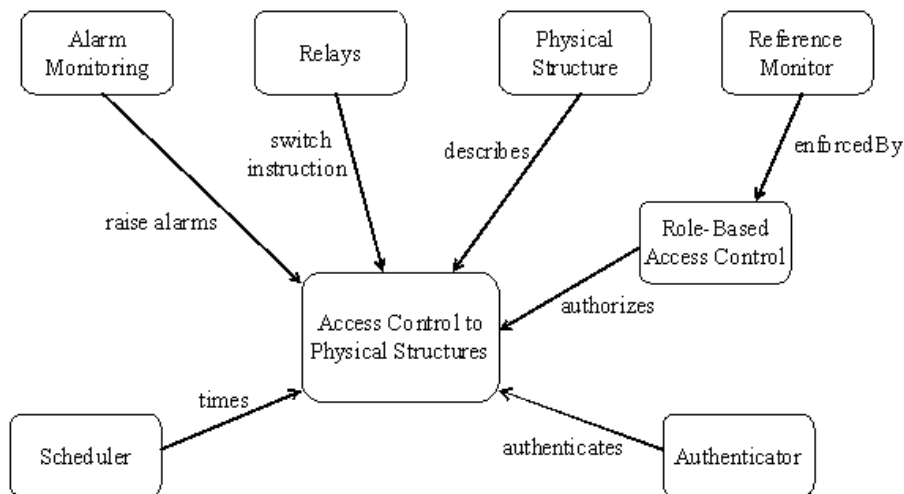 Alarm
Monitoring
Relays
Physical
Structure
Reference
Monitor
switch
instruction
describes
enforcedBy
raise alarms
Role-Based
Access Control
authorizes
Access Control to
Physical Structures
times
Scheduler
authenticates
Authenticator